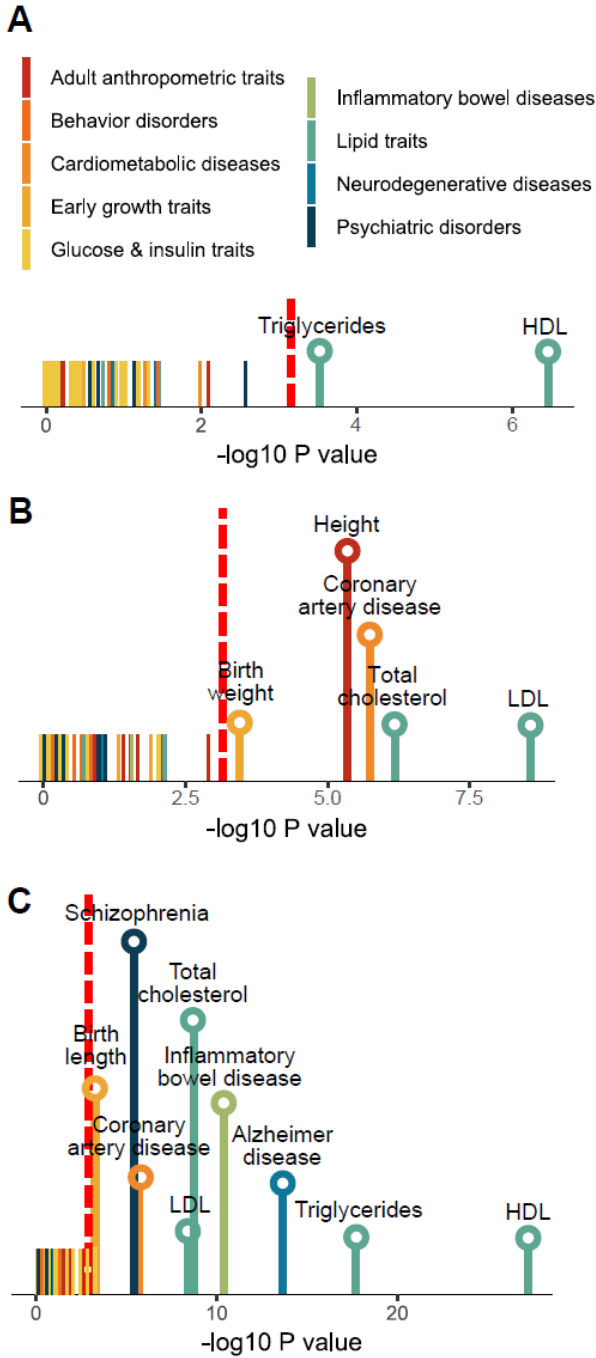 A
Adult anthropometric traits
Behavior disorders
Cardiometabolic diseases
Early growth traits
Glucose & insulin traits
Inflammatory bowel diseases
Lipid traits
Neurodegenerative diseases
Psychiatric disorders
Triglycerides
HDL
0
2
4
6
-log10 P value
B
Height
Coronary
artery disease
Birth
weight
Total
cholesterol
LDL
0
2.5
5.0
7.5
-log10 P value
C
Schizophrenia
Total
cholesterol
Birth
length
Inflammatory
bowel disease
Coronary
artery disease
Alzheimer
disease
LDL
Triglycerides
HDL
0
10
20
-log10 P value